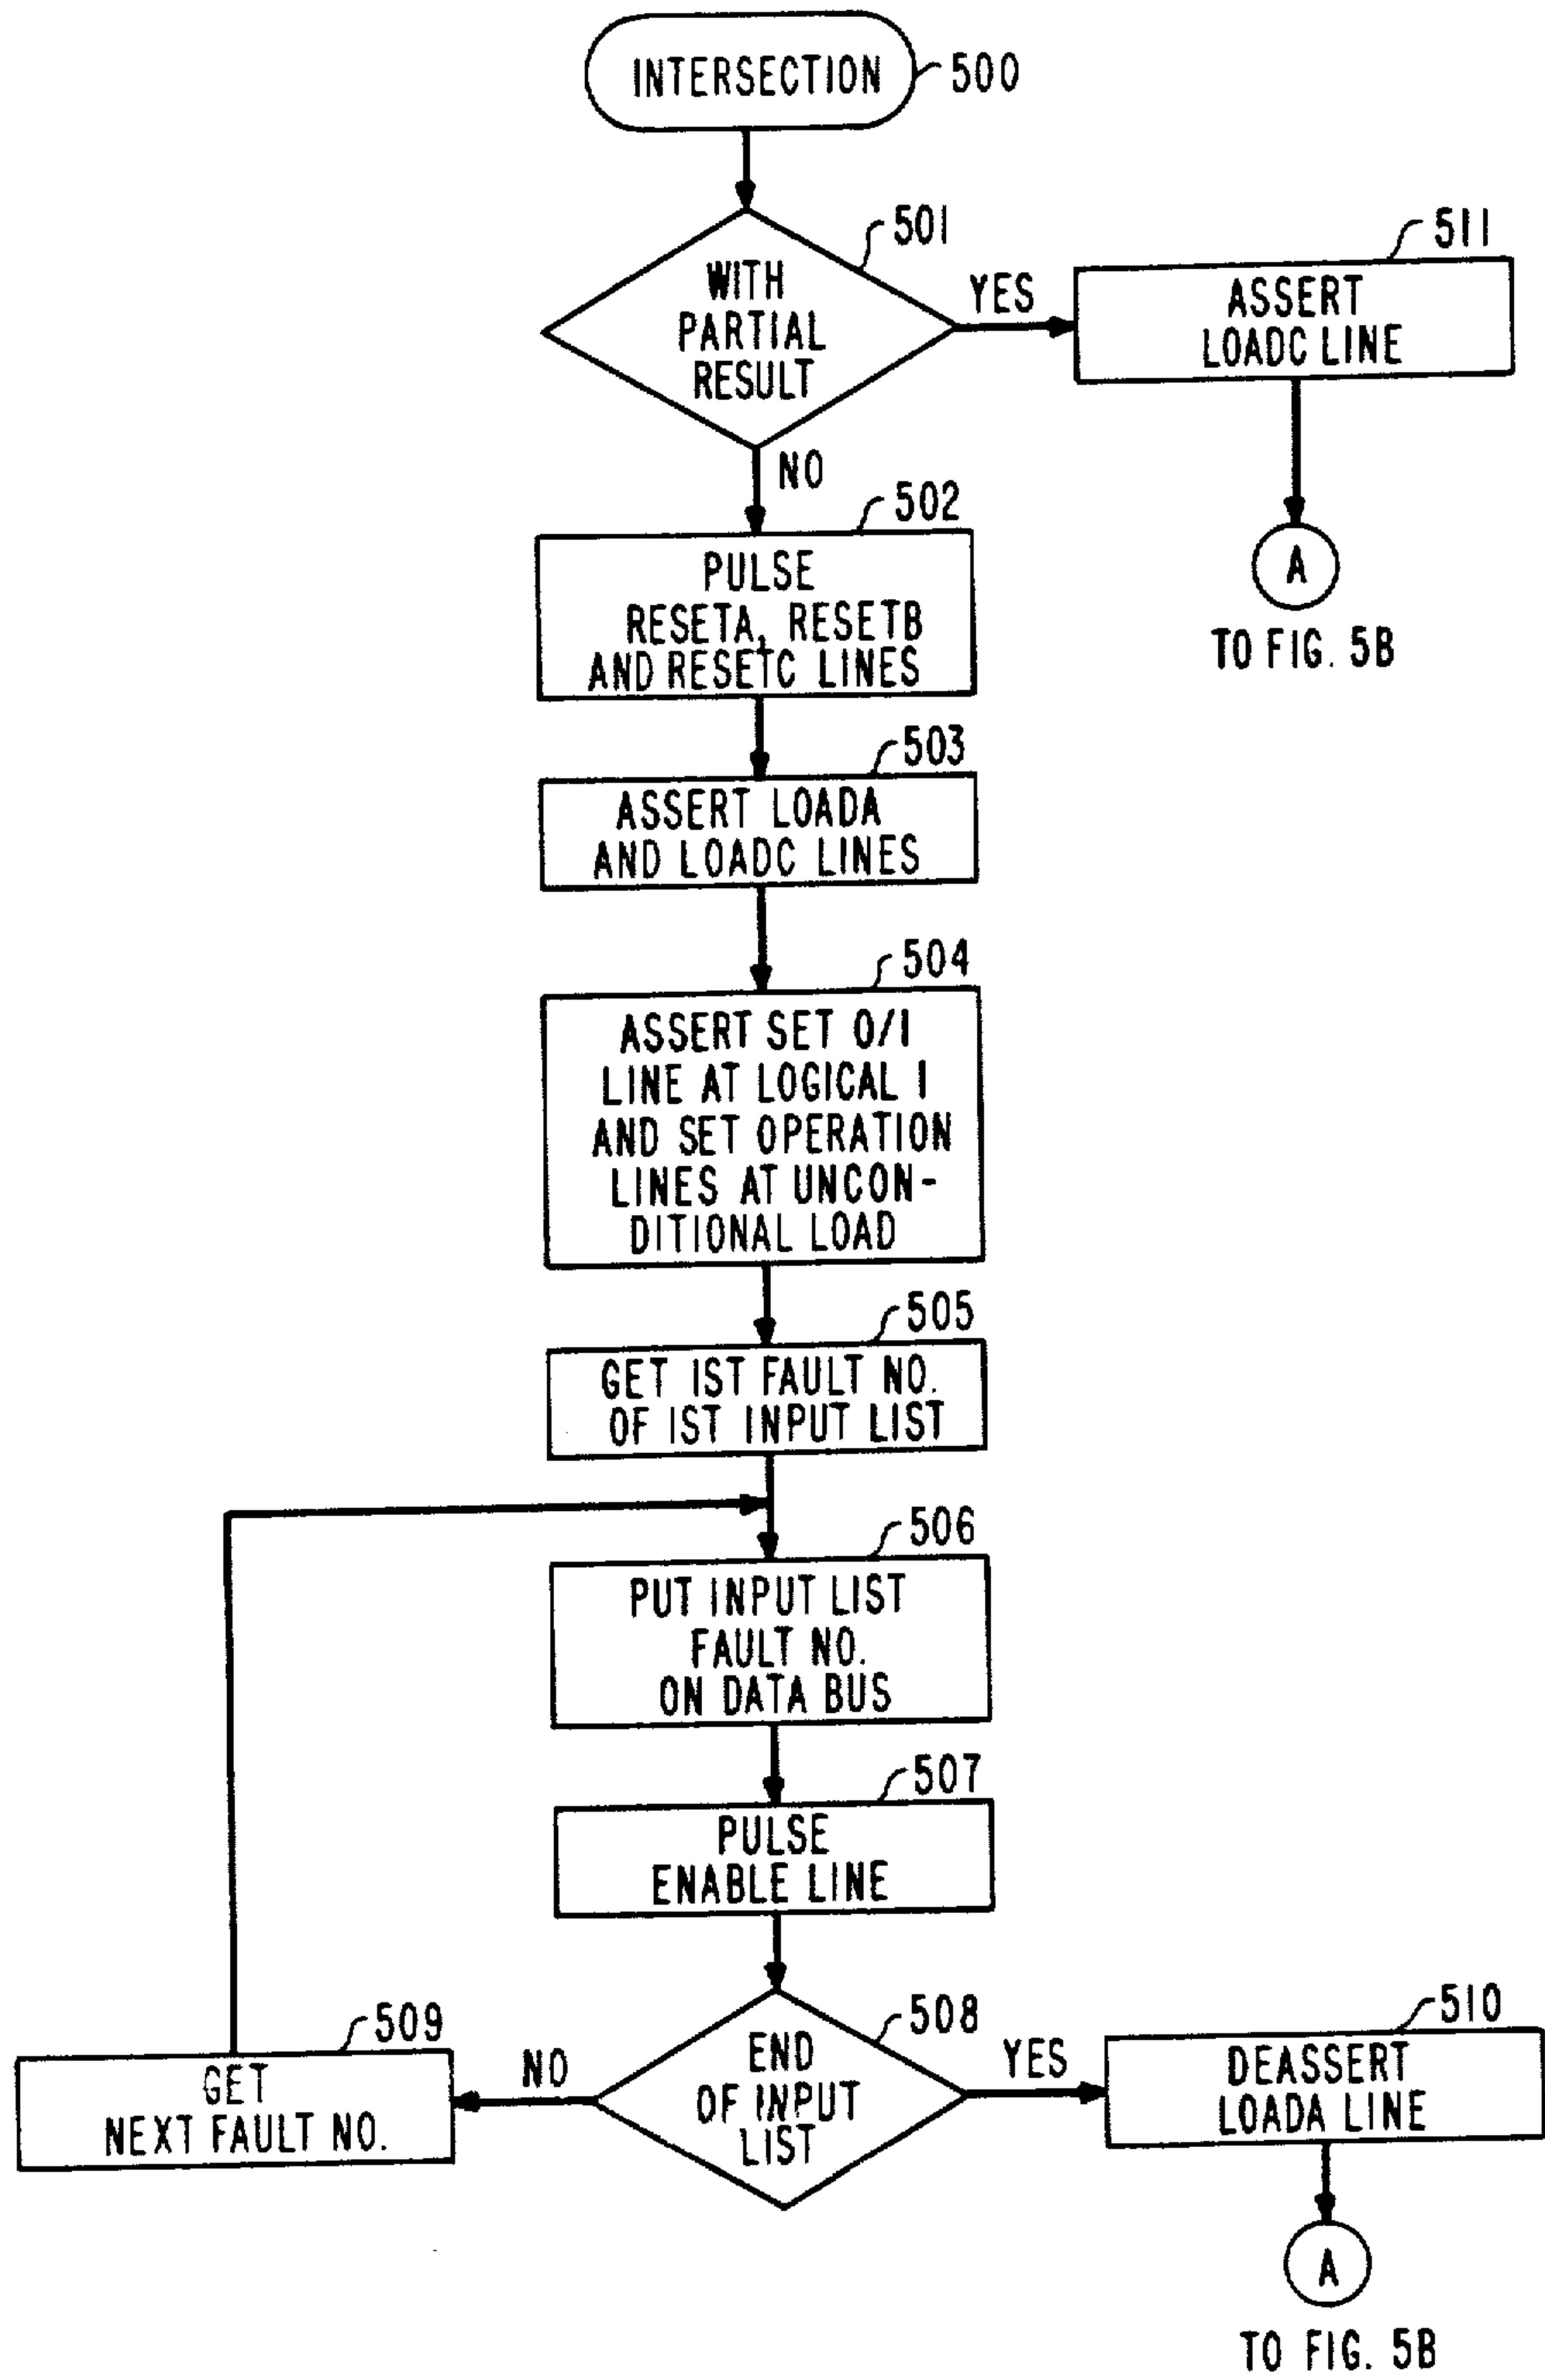 INTERSECTION
500
501
WITH
PARTIAL
RESULT
YES
511
ASSERT
LOADC LINE
A
TO FIG. 5B
NO
502
PULSE
RESETA, RESETB
AND RESETC LINES
503
ASSERT LOADA
AND LOADC LINES
504
ASSERT SET 0/1
LINE AT LOGICAL 1
AND SET OPERATION
LINES AT UNCON-
DITIONAL LOAD
505
GET 1ST FAULT NO.
OF 1ST INPUT LIST
506
PUT INPUT LIST
FAULT NO.
ON DATA BUS
507
PULSE
ENABLE LINE
508
END
OF INPUT
LIST
NO
509
GET
NEXT FAULT NO.
YES
510
DEASSERT
LOADA LINE
A
TO FIG. 5B